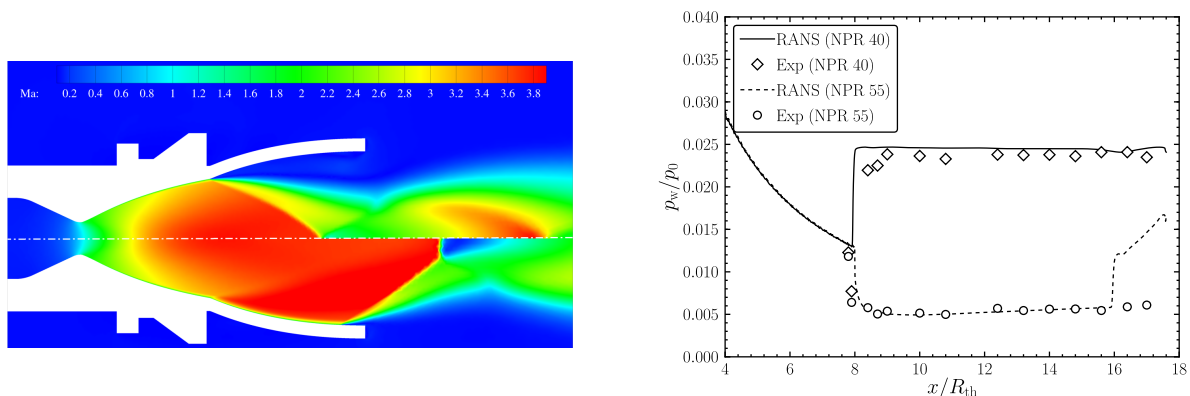 Ma: 0.2 0.4 0.6 0.8 1 1.2 1.4 1.6 1.8 2 2.2 2.4 2.6 2.8 3 3.2 3.4 3.6 3.8
0.040
0.035
0.030
0.025
0.020
0.015
0.010
0.005
0.000
p_w/p_0
RANS (NPR 40)
Exp (NPR 40)
RANS (NPR 55)
Exp (NPR 55)
4 6 8 10 12 14 16 18
x/R_th